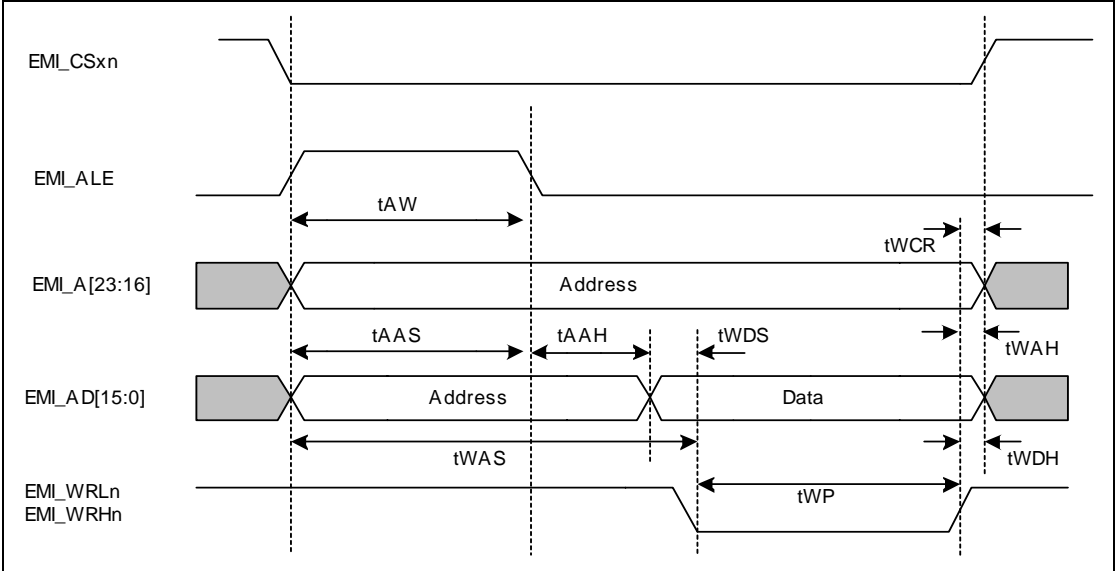 EMI_CSxn
EMI_ALE
tAW
tWCR
EMI_A[23:16]
Address
tAAS
tAAH
tWDS
tWAH
EMI_AD[15:0]
Address
Data
tWAS
tWDH
EMI_WRLn
EMI_WRHn
tWP